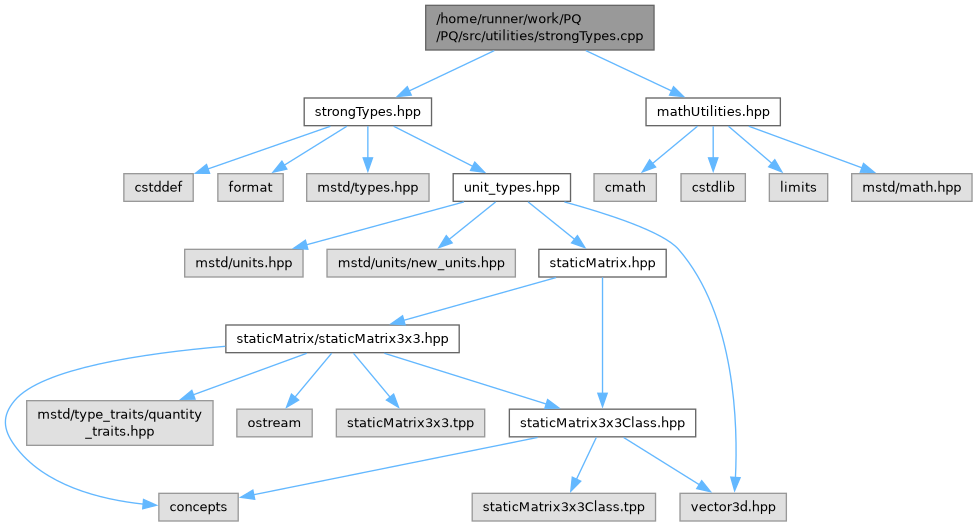 /home/runner/work/PQ
/PQ/src/utilities/strongTypes.cpp
strongTypes.hpp
mathUtilities.hpp
cstddef
format
mstd/types.hpp
unit_types.hpp
cmath
cstdlib
limits
mstd/math.hpp
mstd/units.hpp
mstd/units/new_units.hpp
staticMatrix.hpp
staticMatrix/staticMatrix3x3.hpp
mstd/type_traits/quantity
_traits.hpp
ostream
staticMatrix3x3.tpp
staticMatrix3x3Class.hpp
concepts
staticMatrix3x3Class.tpp
vector3d.hpp